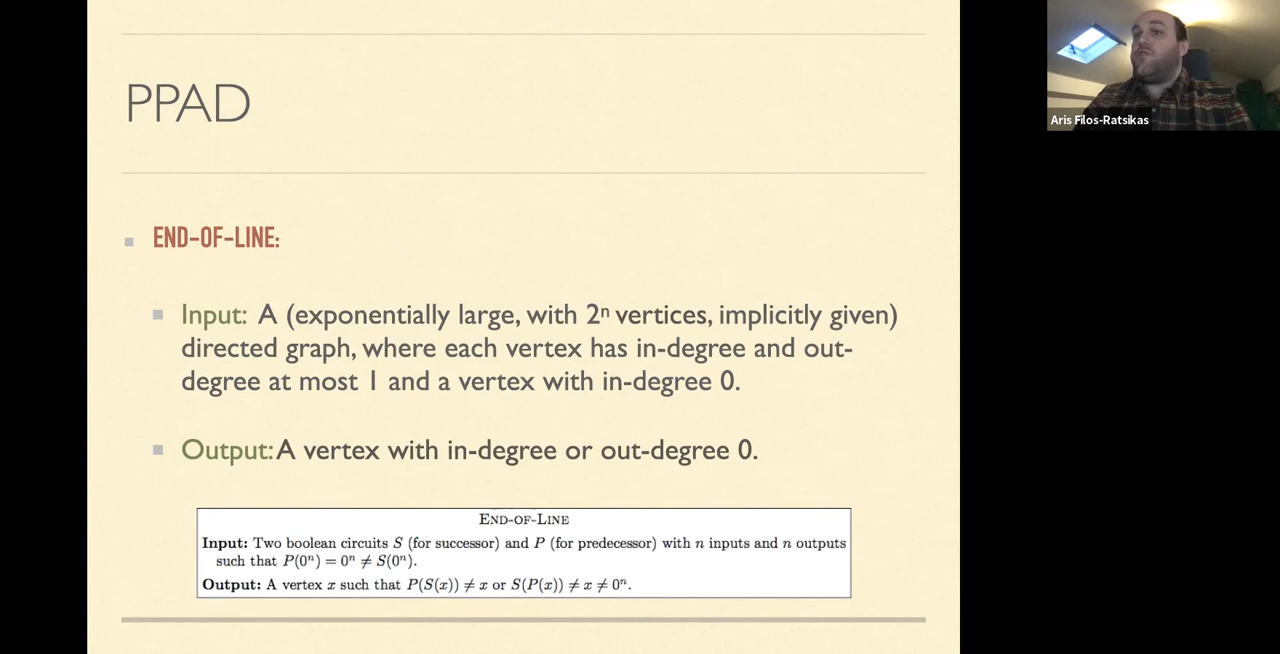 PPAD
END-OF-LINE:
Input: A (exponentially large, with 2ⁿ vertices, implicitly given)
directed graph, where each vertex has in-degree and out-
degree at most 1 and a vertex with in-degree 0.
Output: A vertex with in-degree or out-degree 0.
END-OF-LINE
Input: Two boolean circuits S (for successor) and P (for predecessor) with n inputs and n outputs
such that P(0ⁿ) = 0ⁿ ≠ S(0ⁿ).
Output: A vertex x such that P(S(x)) ≠ x or S(P(x)) ≠ x ≠ 0ⁿ.
Aris Filos-Ratsikas